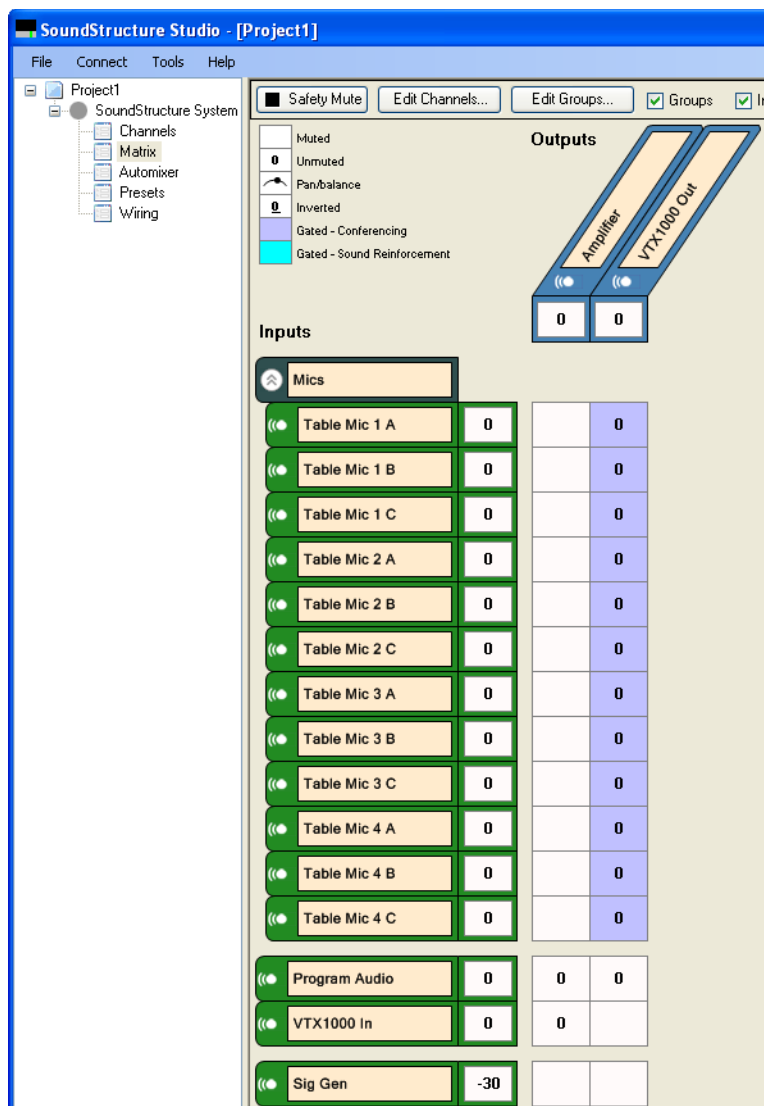 SoundStructure Studio - [Project1]
File Connect Tools Help
Project1
SoundStructure System
Channels
Matrix
Automixer
Presets
Wiring
Safety Mute Edit Channels... Edit Groups... Groups
Muted
0 Unmuted
Pan/balance
0 Inverted
Gated - Conferencing
Gated - Sound Reinforcement
Outputs
Amplifier
VTX1000 Out
0 0
Inputs
Mics
Table Mic 1 A 0 0
Table Mic 1 B 0 0
Table Mic 1 C 0 0
Table Mic 2 A 0 0
Table Mic 2 B 0 0
Table Mic 2 C 0 0
Table Mic 3 A 0 0
Table Mic 3 B 0 0
Table Mic 3 C 0 0
Table Mic 4 A 0 0
Table Mic 4 B 0 0
Table Mic 4 C 0 0
Program Audio 0 0 0
VTX1000 In 0 0
Sig Gen -30